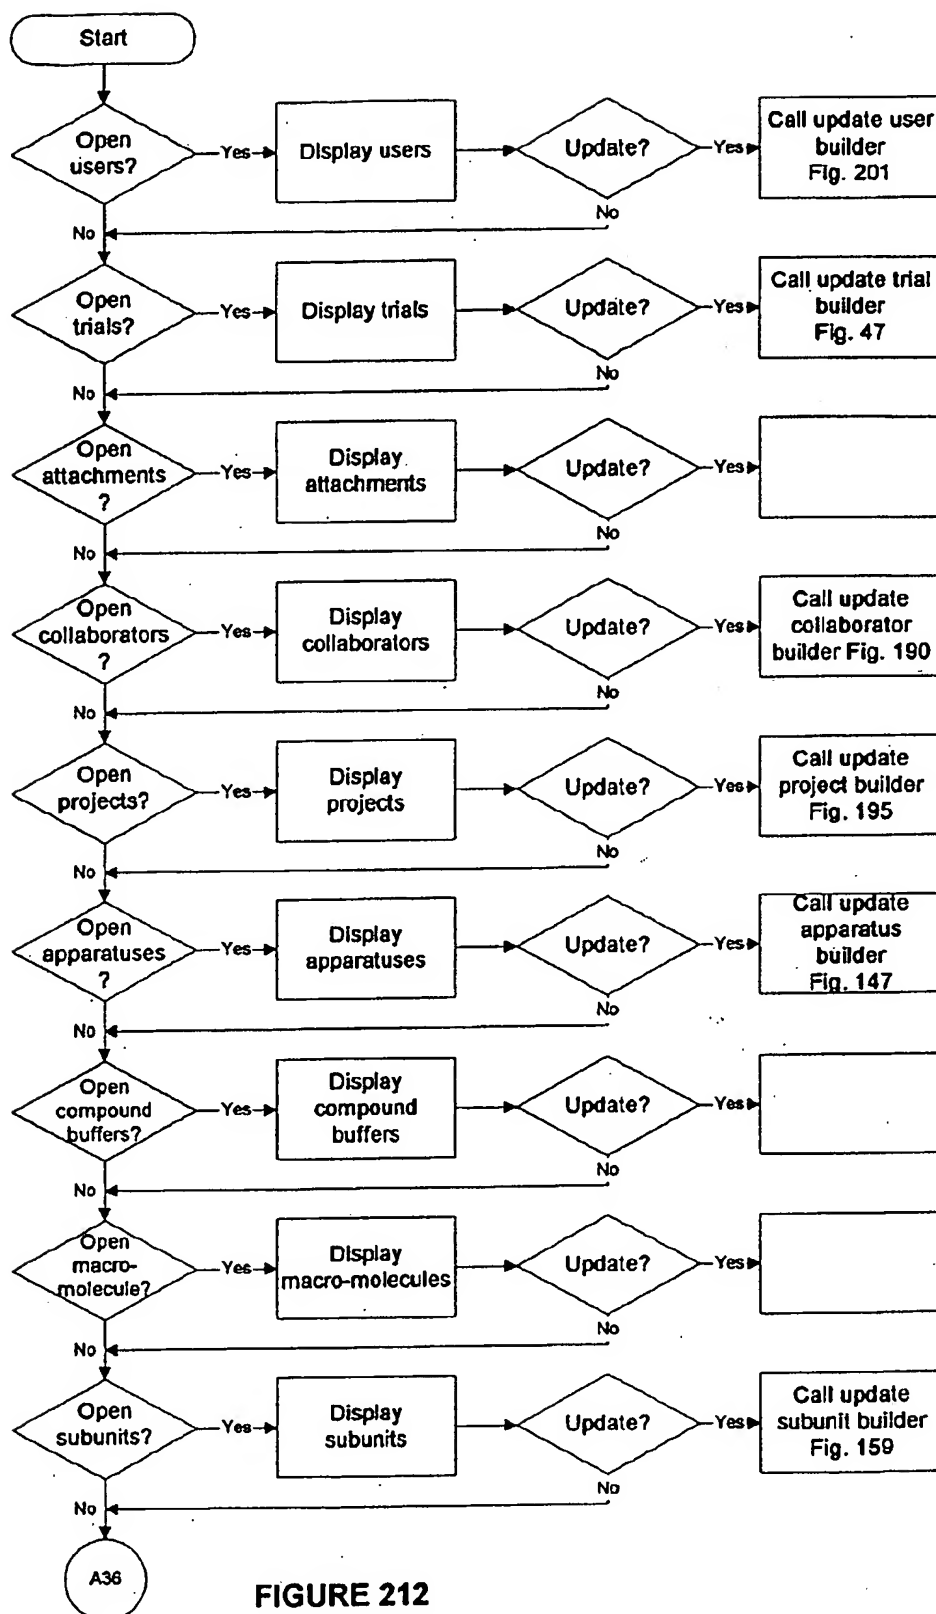 Start
Open
users?
Yes
Display users
Update?
Yes
Call update user
builder
Fig. 201
No
No
Open
trials?
Yes
Display trials
Update?
Yes
Call update trial
builder
Fig. 47
No
No
Open
attachments
?
Yes
Display
attachments
Update?
Yes
No
No
Open
collaborators
?
Yes
Display
collaborators
Update?
Yes
Call update
collaborator
builder Fig. 190
No
No
Open
projects?
Yes
Display
projects
Update?
Yes
Call update
project builder
Fig. 195
No
No
Open
apparatuses
?
Yes
Display
apparatuses
Update?
Yes
Call update
apparatus
builder
Fig. 147
No
No
Open
compound
buffers?
Yes
Display
compound
buffers
Update?
Yes
No
No
Open
macro-
molecule?
Yes
Display
macro-molecules
Update?
Yes
No
No
Open
subunits?
Yes
Display
subunits
Update?
Yes
Call update
subunit builder
Fig. 159
No
No
A36
FIGURE 212